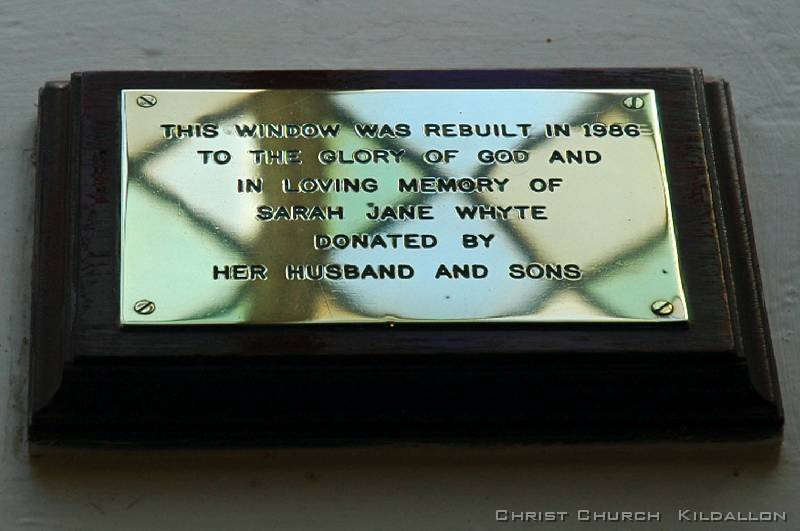 THIS WINDOW WAS REBUILT IN 1986
TO THE GLORY OF GOD AND
IN LOVING MEMORY OF
SARAH JANE WHYTE
DONATED BY
HER HUSBAND AND SONS
CHRIST CHURCH KILDALLON